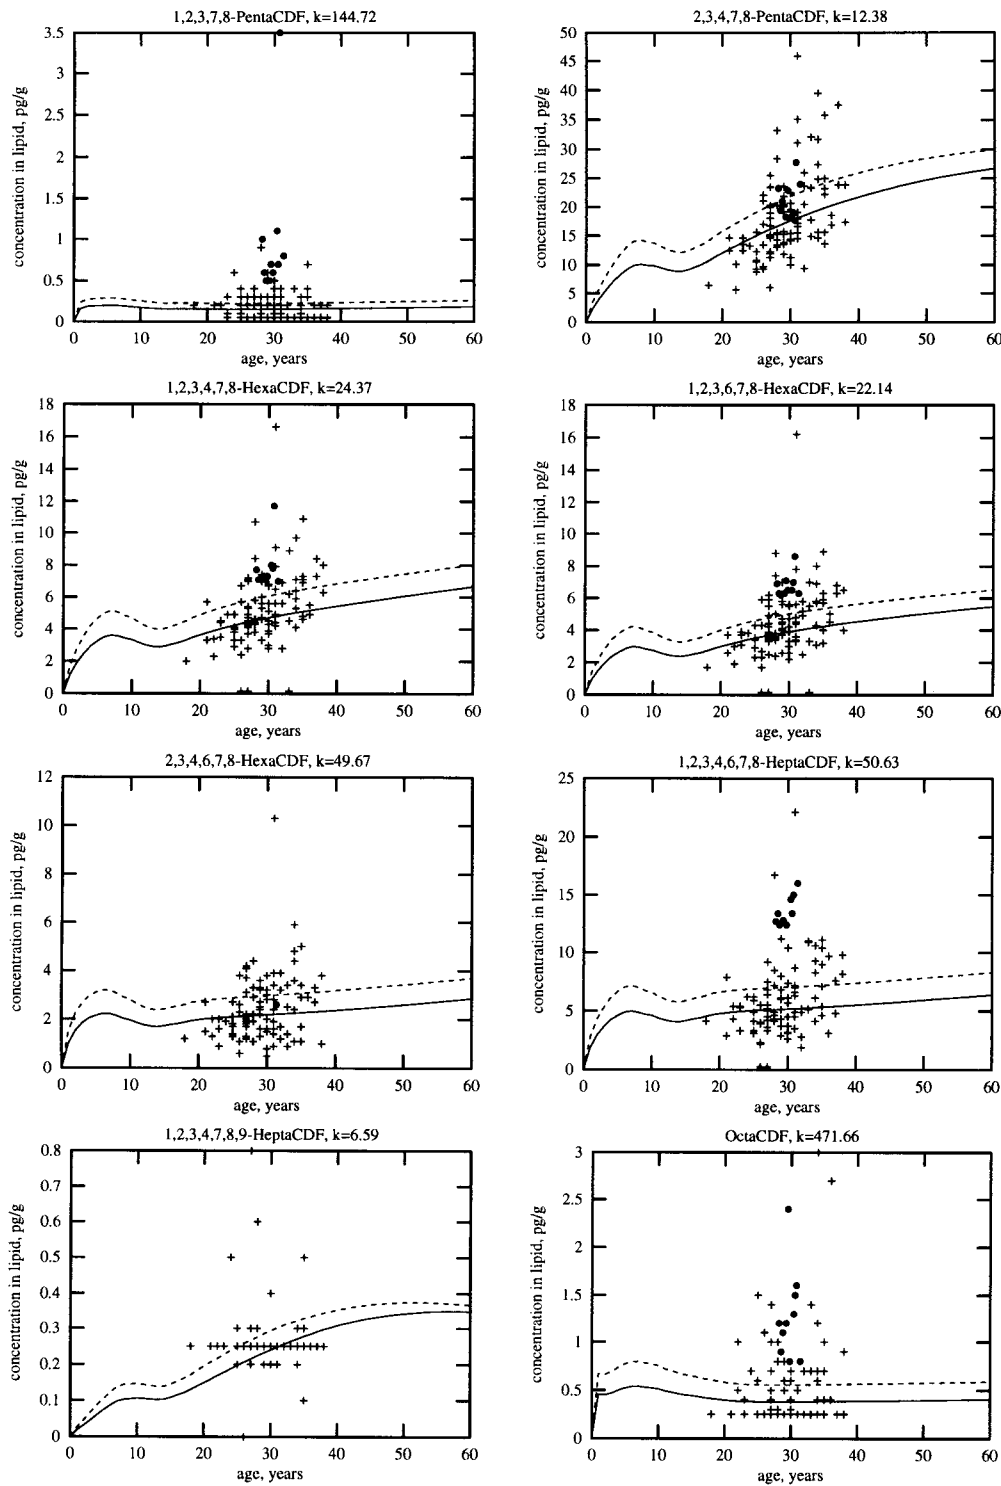 1,2,3,7,8-PentaCDF, k=144.72
concentration in lipid, pg/g
3.5
3
2.5
2
1.5
1
0.5
0
0 10 20 30 40 50 60
age, years
2,3,4,7,8-PentaCDF, k=12.38
concentration in lipid, pg/g
50
45
40
35
30
25
20
15
10
5
0
0 10 20 30 40 50 60
age, years
1,2,3,4,7,8-HexaCDF, k=24.37
concentration in lipid, pg/g
18
16
14
12
10
8
6
4
2
0
0 10 20 30 40 50 60
age, years
1,2,3,6,7,8-HexaCDF, k=22.14
concentration in lipid, pg/g
18
16
14
12
10
8
6
4
2
0
0 10 20 30 40 50 60
age, years
2,3,4,6,7,8-HexaCDF, k=49.67
concentration in lipid, pg/g
12
10
8
6
4
2
0
0 10 20 30 40 50 60
age, years
1,2,3,4,6,7,8-HeptaCDF, k=50.63
concentration in lipid, pg/g
25
20
15
10
5
0
0 10 20 30 40 50 60
age, years
1,2,3,4,7,8,9-HeptaCDF, k=6.59
concentration in lipid, pg/g
0.8
0.7
0.6
0.5
0.4
0.3
0.2
0.1
0
0 10 20 30 40 50 60
age, years
OctaCDF, k=471.66
concentration in lipid, pg/g
3
2.5
2
1.5
1
0.5
0
0 10 20 30 40 50 60
age, years